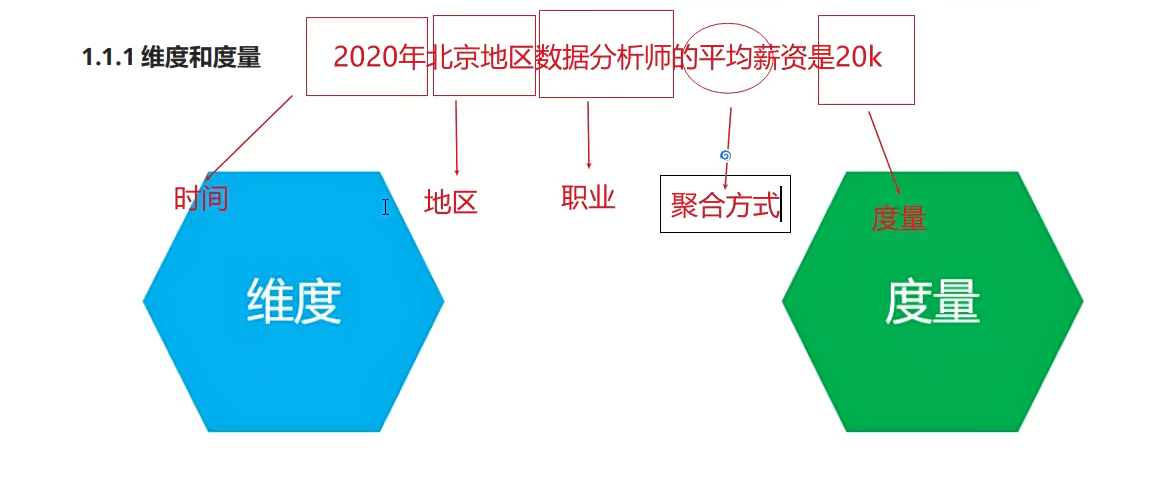 1.1.1 维度和度量
2020年北京地区数据分析师的平均薪资是20k
时间
地区
职业
聚合方式
度量
维度
度量